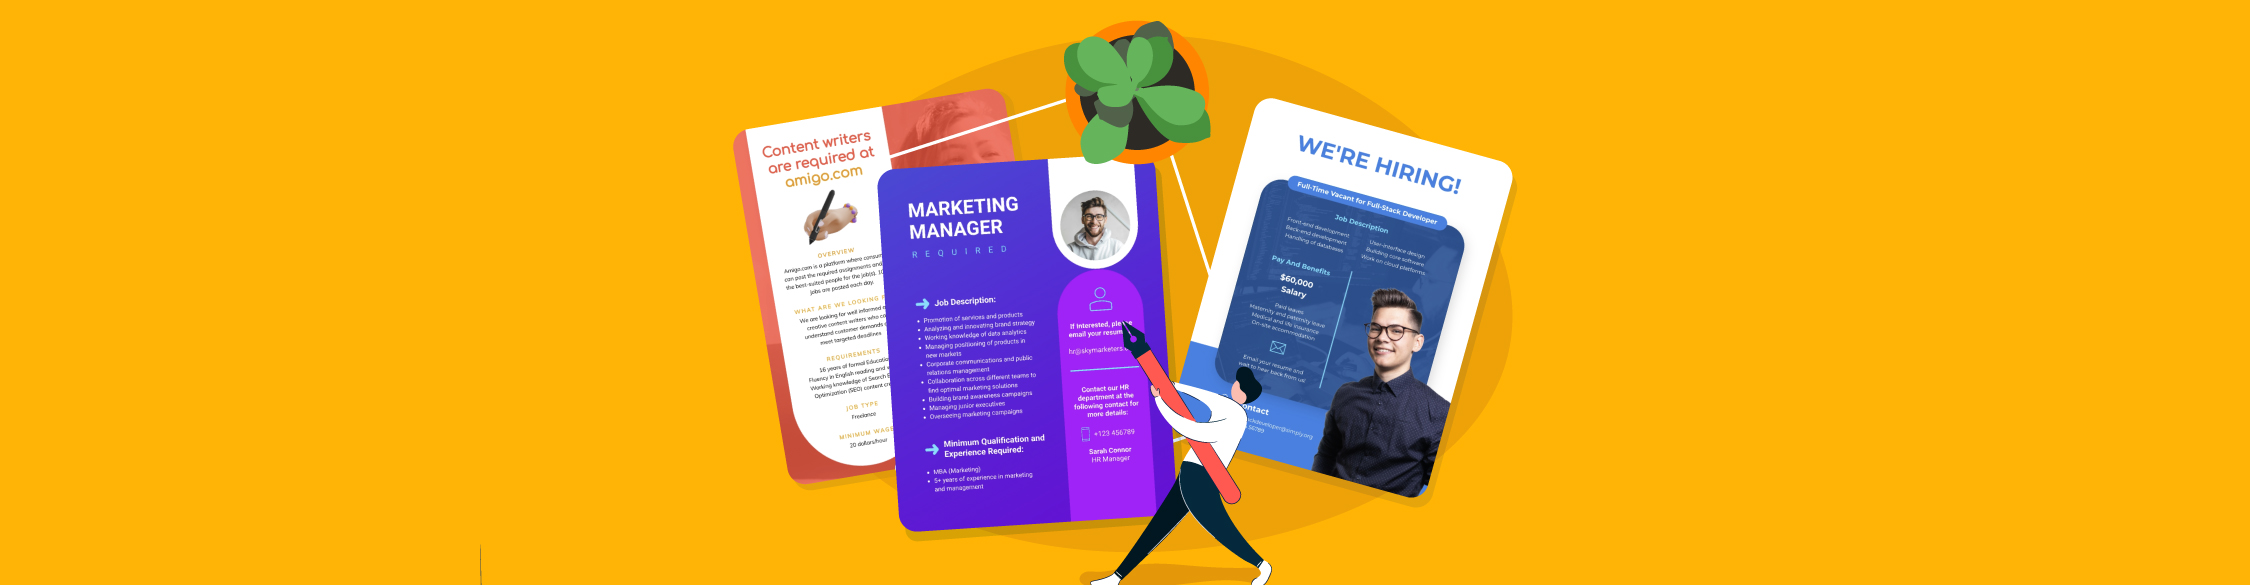 Content writers
are required at
amigo.com
OVERVIEW
Amigo.com is a platform where
can post the required assignments and
the best-suited people for the job(s). 10
jobs are posted each day.
WHAT ARE WE LOOKING
We are looking for well informed
creative content writers who
understand customer demands
meet targeted deadlines
REQUIREMENTS
16 years of formal
Fluency in English reading and
Working knowledge of Search
Optimization (SEO) content
JOB TYPE
Freelance
MINIMUM WAGE
20 dollars/hour
MARKETING
MANAGER
REQUIRED
Job Description:
Promotion of services and products
Analyzing and innovating brand strategy
Working knowledge of data analytics
Managing positioning of products in
new markets
Corporate communications and public
relations management
Collaboration across different teams to
find optimal marketing solutions
Building brand awareness campaigns
Managing junior executives
Overseeing marketing campaigns
Minimum Qualification and
Experience Required:
MBA (Marketing)
5+ years of experience in marketing
and management
If Interested, please
email your
hr@skymarketers.
Contact our HR
department at the
following contact for
more details:
+123 456789
Sarah Connor
HR Manager
WE'RE HIRING!
Full-Time Vacant for Full-Stack Developer
Job Description
Front-end development
Back-end development
Handling of databases
User-interface design
Building core software
Work on cloud platforms
Pay And Benefits
$60,000
Salary
Paid leaves
Maternity and paternity leave
Medical and life insurance
On-site accommodation
Email your resume and
wait to hear back from us!
ontact
ckdeveloper@simply.org
56789